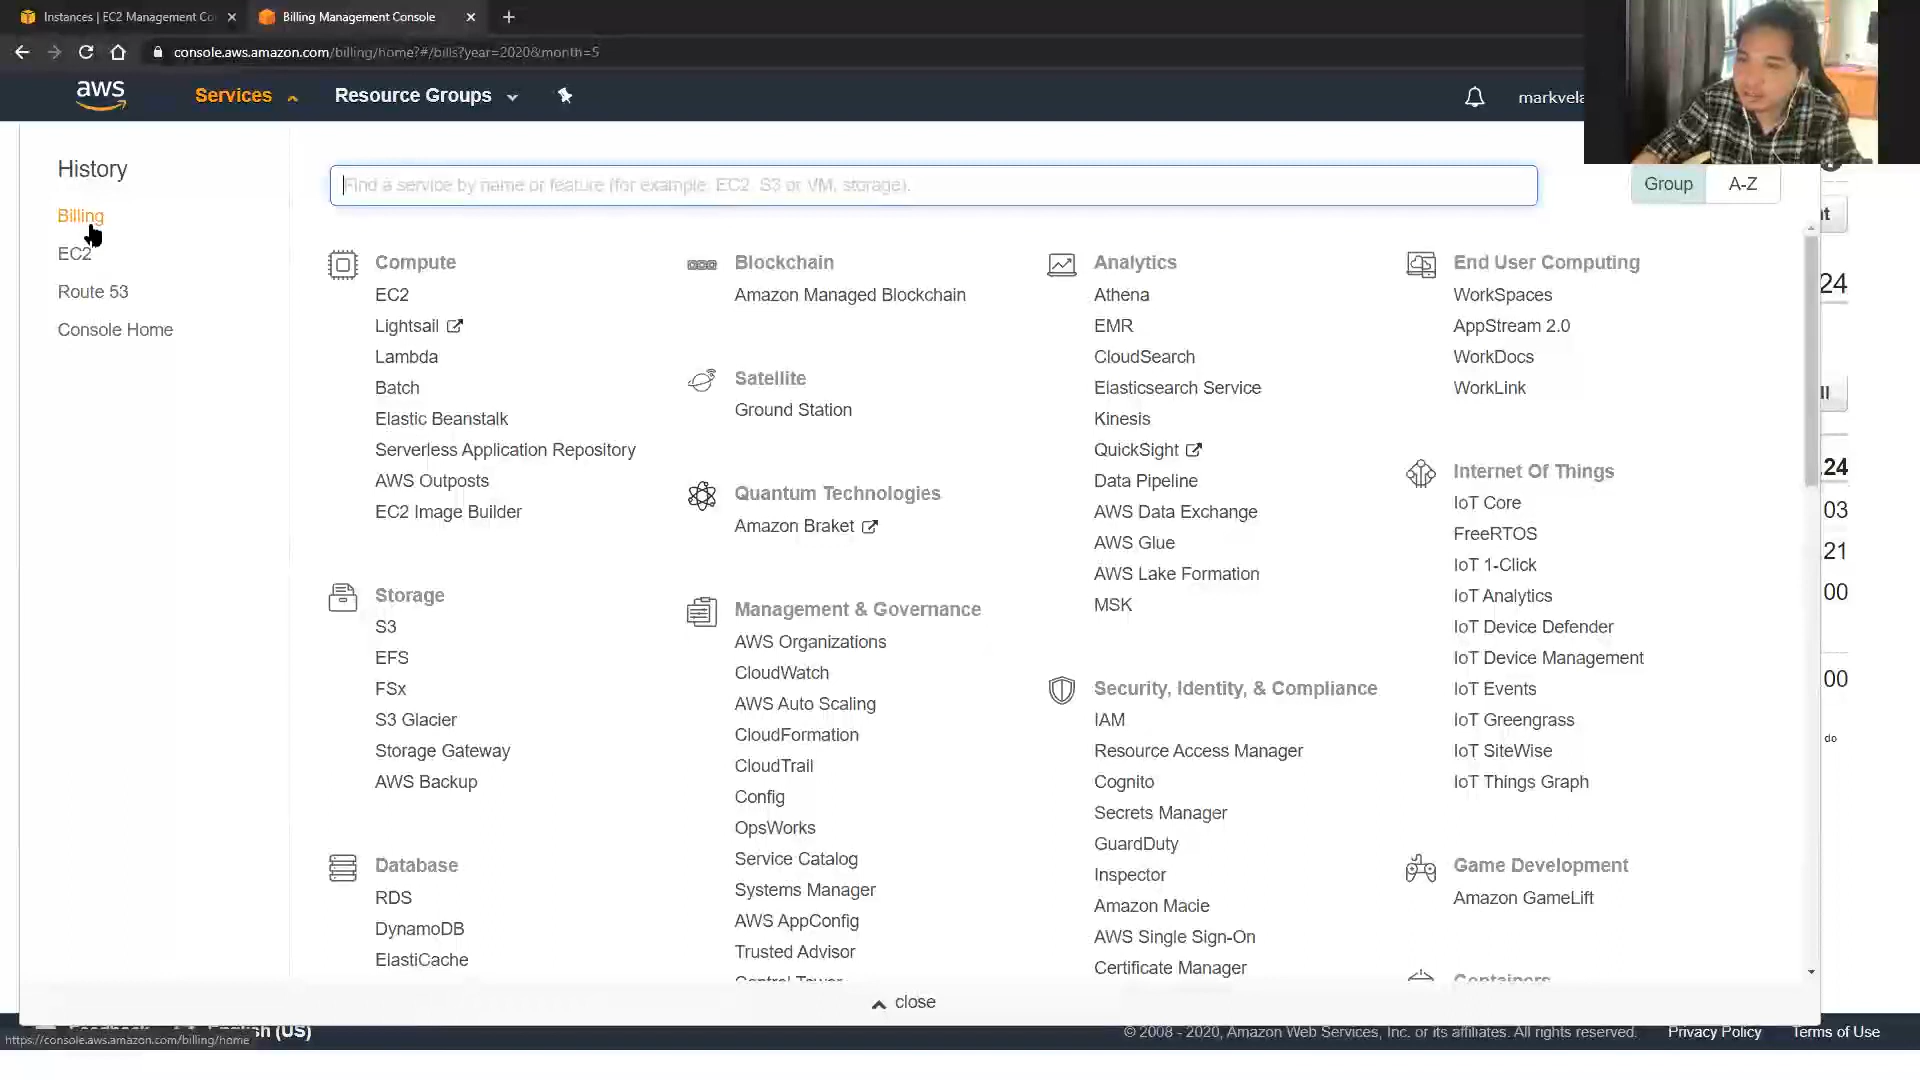 Instances | EC2 Management Co
Billing Management Console
console.aws.amazon.com/billing/home?#/bills?year=2020&month=5
aws
Services
Resource Groups
markvela
History
Billing
EC2
Route 53
Console Home
Find a service by name or feature (for example, EC2, S3 or VM, storage).
Group
A-Z
Compute
EC2
Lightsail
Lambda
Batch
Elastic Beanstalk
Serverless Application Repository
AWS Outposts
EC2 Image Builder
Storage
S3
EFS
FSx
S3 Glacier
Storage Gateway
AWS Backup
Database
RDS
DynamoDB
ElastiCache
Blockchain
Amazon Managed Blockchain
Satellite
Ground Station
Quantum Technologies
Amazon Braket
Management & Governance
AWS Organizations
CloudWatch
AWS Auto Scaling
CloudFormation
CloudTrail
Config
OpsWorks
Service Catalog
Systems Manager
AWS AppConfig
Trusted Advisor
Control Tower
Analytics
Athena
EMR
CloudSearch
Elasticsearch Service
Kinesis
QuickSight
Data Pipeline
AWS Data Exchange
AWS Glue
AWS Lake Formation
MSK
Security, Identity, & Compliance
IAM
Resource Access Manager
Cognito
Secrets Manager
GuardDuty
Inspector
Amazon Macie
AWS Single Sign-On
Certificate Manager
End User Computing
WorkSpaces
AppStream 2.0
WorkDocs
WorkLink
Internet Of Things
IoT Core
FreeRTOS
IoT 1-Click
IoT Analytics
IoT Device Defender
IoT Device Management
IoT Events
IoT Greengrass
IoT SiteWise
IoT Things Graph
Game Development
Amazon GameLift
Containers
t
24
ll
.24
03
21
00
00
do
close
Feedback
English (US)
© 2008 - 2020, Amazon Web Services, Inc. or its affiliates. All rights reserved.
Privacy Policy
Terms of Use
https://console.aws.amazon.com/billing/home